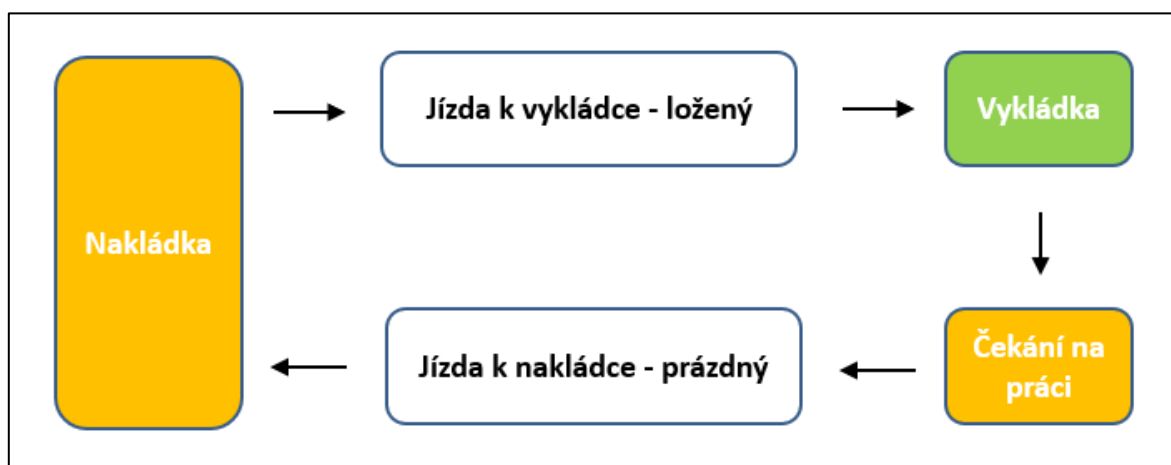 Nakládka
Jízda k vykládce - ložený
Vykládka
Čekání na
práci
Jízda k nakládce - prázdný